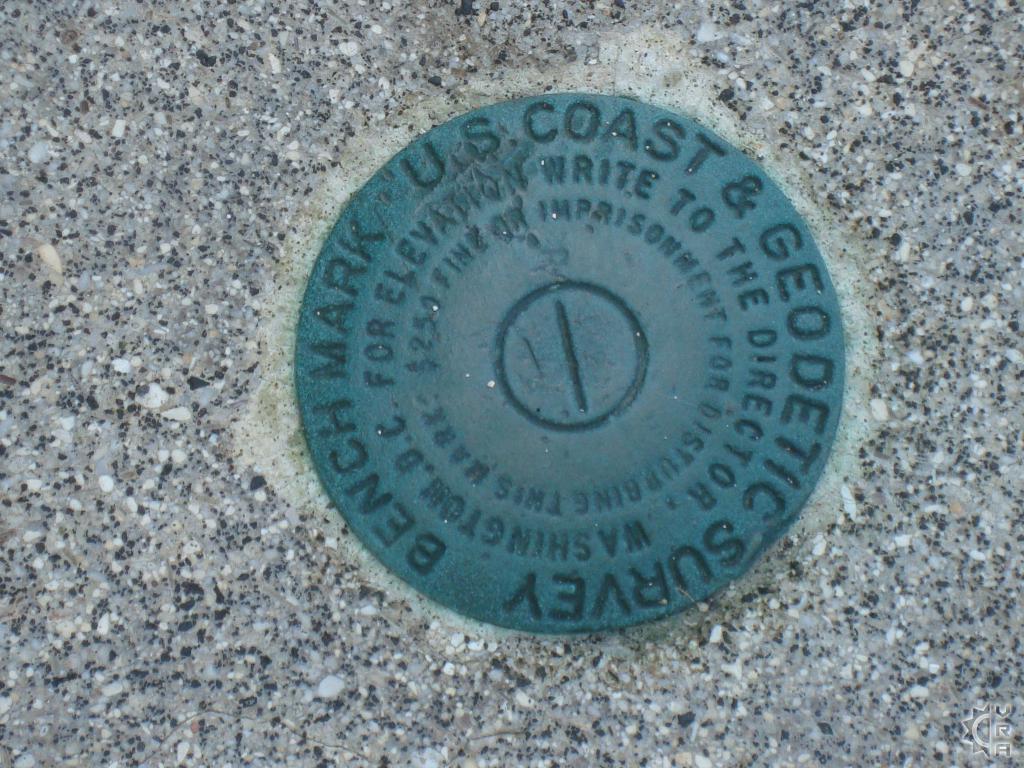 U.S. COAST & GEODETIC SURVEY
BENCH MARK
FOR ELEVATION WRITE TO THE DIRECTOR.
WASHINGTON, D.C.
$250 FINE OR IMPRISONMENT FOR DISTURBING THIS MARK.